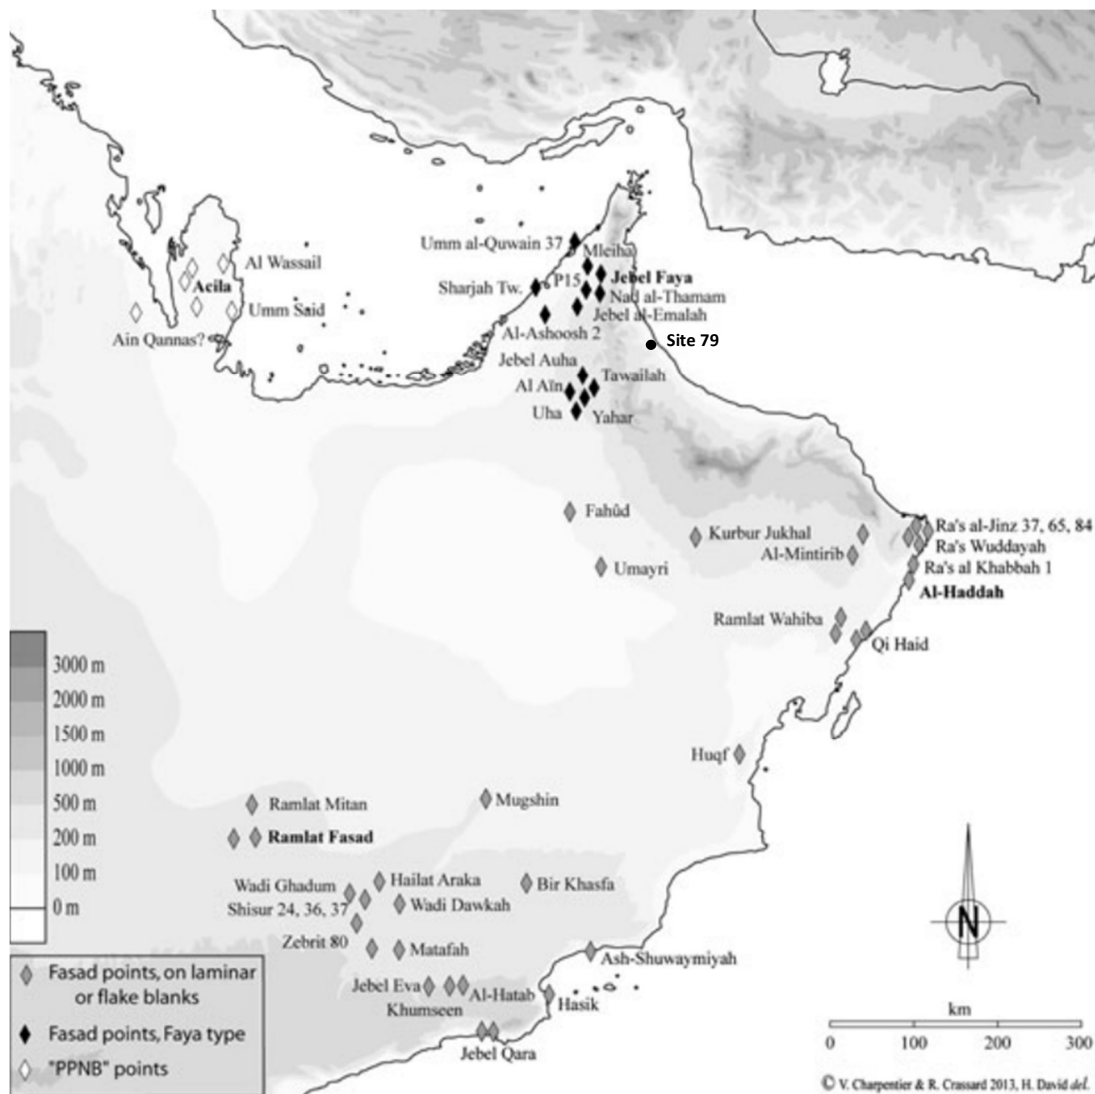 Umm al-Quwain 37
Mleiha
Al Wassail
Acila
P15
Jebel Faya
Sharjah Tw.
Nad al-Thamam
Umm Said
Jebel al-Emalah
Ain Qannas?
Al-Ashoosh 2
Site 79
Jebel Auha
Tawailah
Al Aïn
Uha
Yahar
Fahûd
Kurbur Jukhal
Ra's al-Jinz 37, 65, 84
Al-Mintirib
Ra's Wuddayah
Umayri
Ra's al Khabbah 1
Al-Haddah
Ramlat Wahiba
Qi Haid
3000 m
2000 m
1500 m
1000 m
500 m
200 m
100 m
0 m
Huqf
Ramlat Mitan
Mugshin
Ramlat Fasad
Wadi Ghadum
Hailat Araka
Bir Khasfa
Shisur 24, 36, 37
Wadi Dawkah
Zebrit 80
Matafah
Ash-Shuwaymiyah
Jebel Eva
Al-Hatab
Khumseen
Hasik
Jebel Qara
N
Fasad points, on laminar
or flake blanks
Fasad points, Faya type
"PPNB" points
km
0 100 200 300
© V. Charpentier & R. Crassard 2013, H. David del.